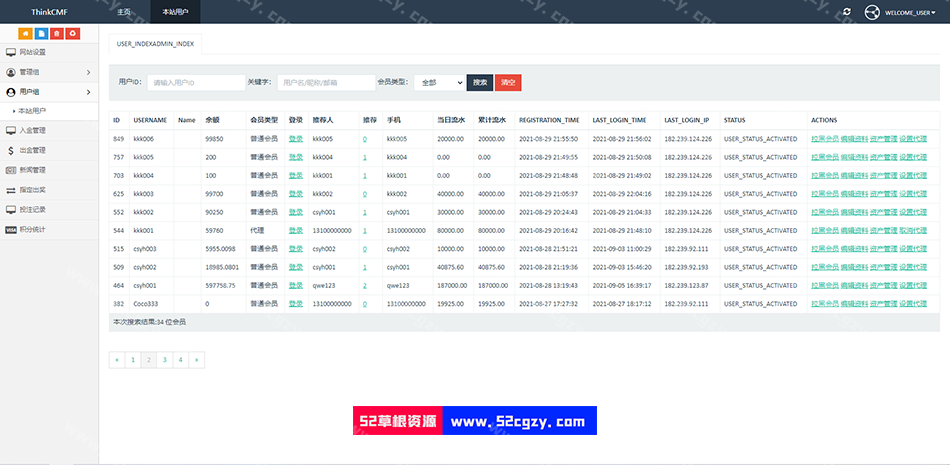 ThinkCMF 主页 本站用户 WELCOME_USER
网站设置
管理组
用户组
本站用户
入金管理
出金管理
新闻管理
指定出奖
投注记录
积分统计
USER_INDEXADMIN_INDEX
用户ID: 请输入用户ID 关键字: 用户名/昵称/邮箱 会员类型: 全部 搜索 清空
ID USERNAME Name 余额 会员类型 登录 推荐人 推荐 手机 当日流水 累计流水 REGISTRATION_TIME LAST_LOGIN_TIME LAST_LOGIN_IP STATUS ACTIONS
849 kkk006 99850 普通会员 登录 kkk005 0 kkk005 20000.00 20000.00 2021-08-29 21:55:50 2021-08-29 21:56:02 182.239.124.226 USER_STATUS_ACTIVATED 拉黑会员 编辑资料 资产管理 设置代理
757 kkk005 200 普通会员 登录 kkk004 1 kkk004 0.00 0.00 2021-08-29 21:49:55 2021-08-29 21:50:08 182.239.124.226 USER_STATUS_ACTIVATED 拉黑会员 编辑资料 资产管理 设置代理
703 kkk004 100 普通会员 登录 kkk001 1 kkk001 0.00 0.00 2021-08-29 21:48:48 2021-08-29 21:49:02 182.239.124.226 USER_STATUS_ACTIVATED 拉黑会员 编辑资料 资产管理 设置代理
625 kkk003 99700 普通会员 登录 kkk002 0 kkk002 40000.00 40000.00 2021-08-29 21:05:37 2021-08-29 22:04:16 182.239.124.226 USER_STATUS_ACTIVATED 拉黑会员 编辑资料 资产管理 设置代理
552 kkk002 90250 普通会员 登录 csyh001 1 csyh001 30000.00 30000.00 2021-08-29 20:24:43 2021-08-29 21:04:33 182.239.124.226 USER_STATUS_ACTIVATED 拉黑会员 编辑资料 资产管理 设置代理
544 kkk001 59760 代理 登录 13100000000 1 13100000000 80000.00 80000.00 2021-08-29 20:16:42 2021-08-29 21:48:10 182.239.124.226 USER_STATUS_ACTIVATED 拉黑会员 编辑资料 资产管理 取消代理
515 csyh003 5955.0098 普通会员 登录 csyh002 0 csyh002 10000.00 10000.00 2021-08-28 21:51:21 2021-09-03 11:00:29 182.239.92.111 USER_STATUS_ACTIVATED 拉黑会员 编辑资料 资产管理 设置代理
509 csyh002 18985.0801 普通会员 登录 csyh001 1 csyh001 40875.60 40875.60 2021-08-28 21:19:36 2021-09-03 15:46:20 182.239.92.193 USER_STATUS_ACTIVATED 拉黑会员 编辑资料 资产管理 设置代理
464 csyh001 597758.75 普通会员 登录 qwe123 2 qwe123 187000.00 187000.00 2021-08-28 13:19:43 2021-09-05 16:39:17 182.239.123.87 USER_STATUS_ACTIVATED 拉黑会员 编辑资料 资产管理 设置代理
382 Coco333 0 普通会员 登录 13100000000 0 13100000000 19925.00 19925.00 2021-08-27 17:27:32 2021-08-27 18:17:12 182.239.92.111 USER_STATUS_ACTIVATED 拉黑会员 编辑资料 资产管理 设置代理
本次搜索结果:34 位会员
« 1 2 3 4 »
52草根资源 www.52cgzy.com